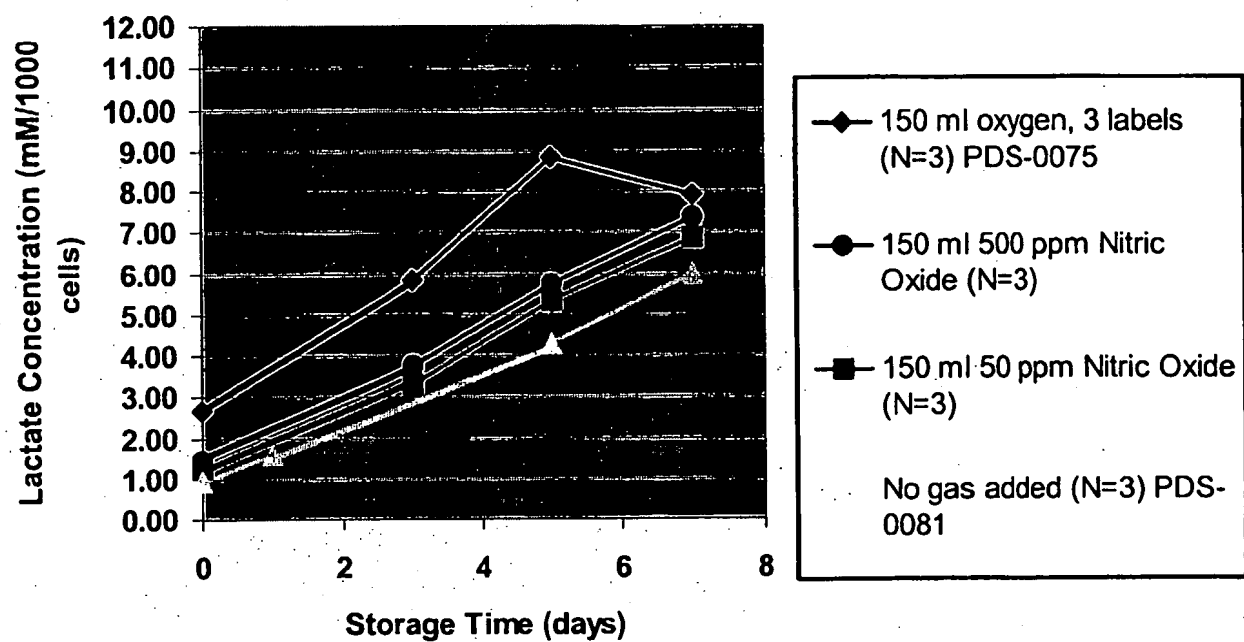 Lactate Concentration (mM/1000
cells)
12.00
11.00
10.00
9.00
8.00
7.00
6.00
5.00
4.00
3.00
2.00
1.00
0.00
0
2
4
6
8
Storage Time (days)
150 ml oxygen, 3 labels
(N=3) PDS-0075
150 ml 500 ppm Nitric
Oxide (N=3)
150 ml 50 ppm Nitric Oxide
(N=3)
No gas added (N=3) PDS-
0081